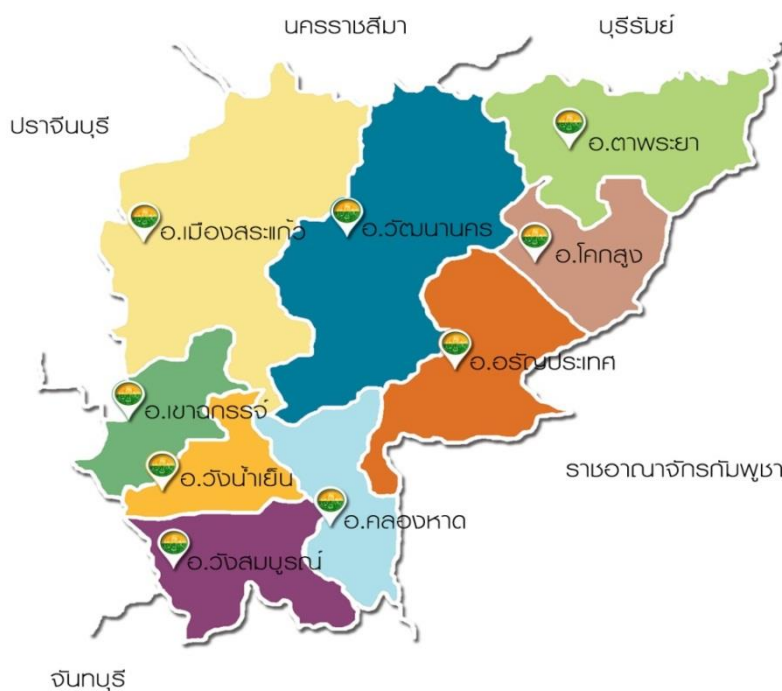 นครราชสีมา
บุรีรัมย์
ปราจีนบุรี
อ.ตาพระยา
อ.เมืองสระแก้ว
อ.วัฒนานคร
อ.โคกสูง
อ.อรัญประเทศ
อ.เขาฉกรรจ์
อ.วังน้ำเย็น
ราชอาณาจักรกัมพูชา
อ.คลองหาด
อ.วังสมบูรณ์
จันทบุรี